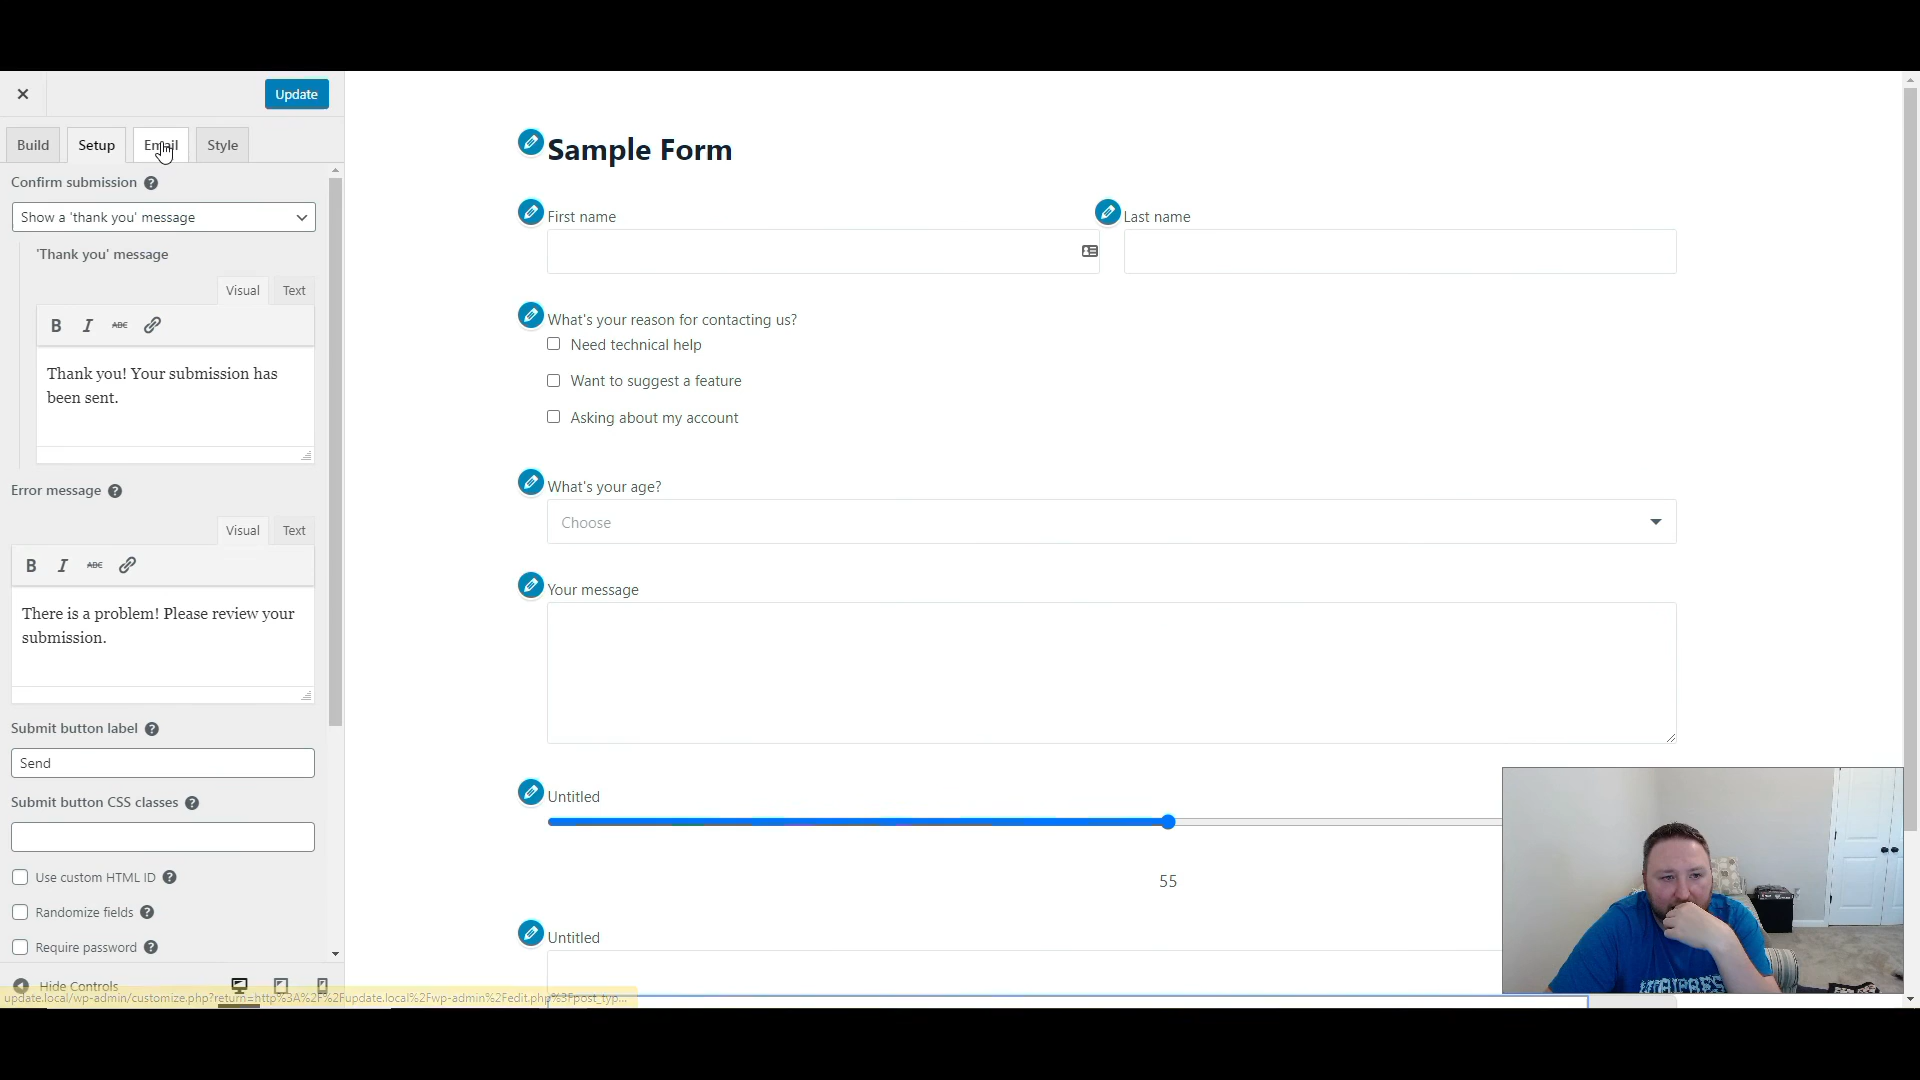 Update
Build
Setup
Email
Style
Confirm submission
Show a 'thank you' message
'Thank you' message
Visual
Text
B I ABC
Thank you! Your submission has
been sent.
Error message
Visual
Text
B I ABC
There is a problem! Please review your
submission.
Submit button label
Send
Submit button CSS classes
Use custom HTML ID
Randomize fields
Require password
Hide Controls
update.local/wp-admin/customize.php?return=http%3A%2F%2Fupdate.local%2Fwp-admin%2Fedit.php%3Fpost_typ...
Sample Form
First name
Last name
What's your reason for contacting us?
Need technical help
Want to suggest a feature
Asking about my account
What's your age?
Choose
Your message
Untitled
55
Untitled